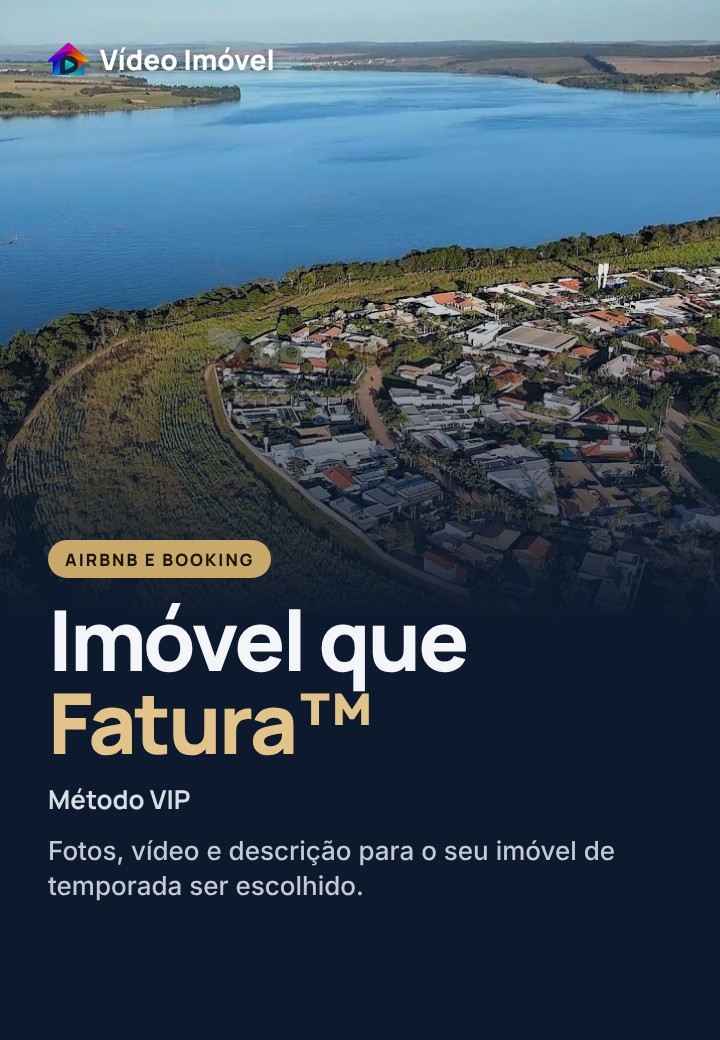 Vídeo Imóvel
AIRBNB E BOOKING
Imóvel que
Fatura™
Método VIP
Fotos, vídeo e descrição para o seu imóvel de
temporada ser escolhido.